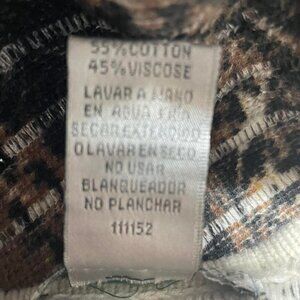 55%COTTON
45%VISCOSE
LAVAR A MANO
EN AGUA FRIA
SECAR EXTENDIDO
O LAVAR EN SECO
NO USAR
BLANQUEADOR
NO PLANCHAR
111152